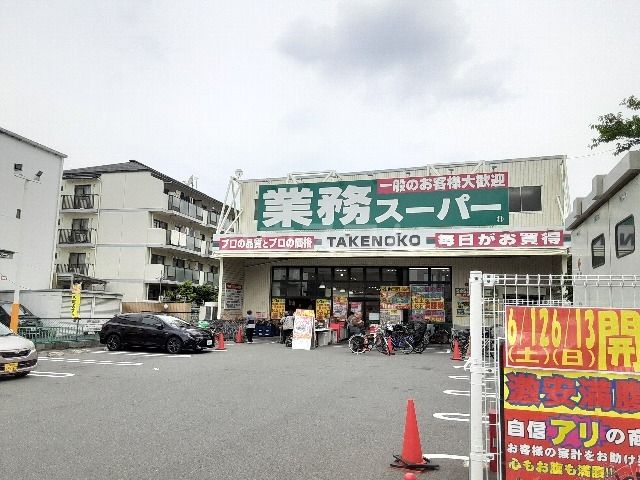 一般のお客様大歓迎
業務スーパー
プロの品質とプロの価格
TAKENOKO
毎日がお買得
6/12 6/13 開
(土)(日)
激安満腹
自信アリの商
お客様の家計をお助け
心もお腹も満腹!!